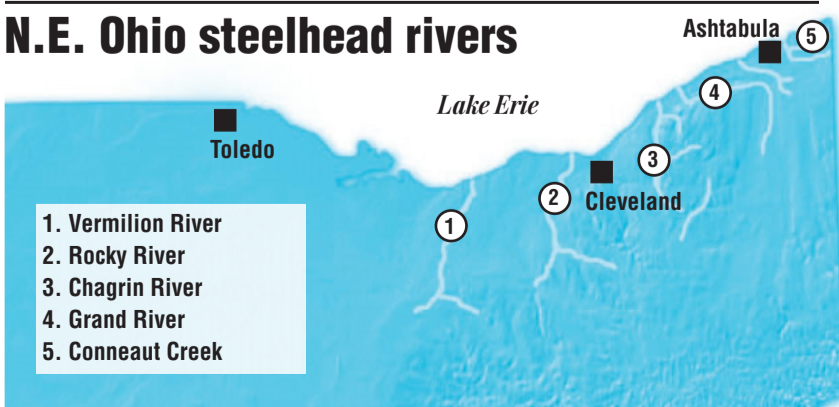 N.E. Ohio steelhead rivers
Ashtabula
5
4
Lake Erie
Toledo
3
Cleveland
2
1
1. Vermilion River
2. Rocky River
3. Chagrin River
4. Grand River
5. Conneaut Creek